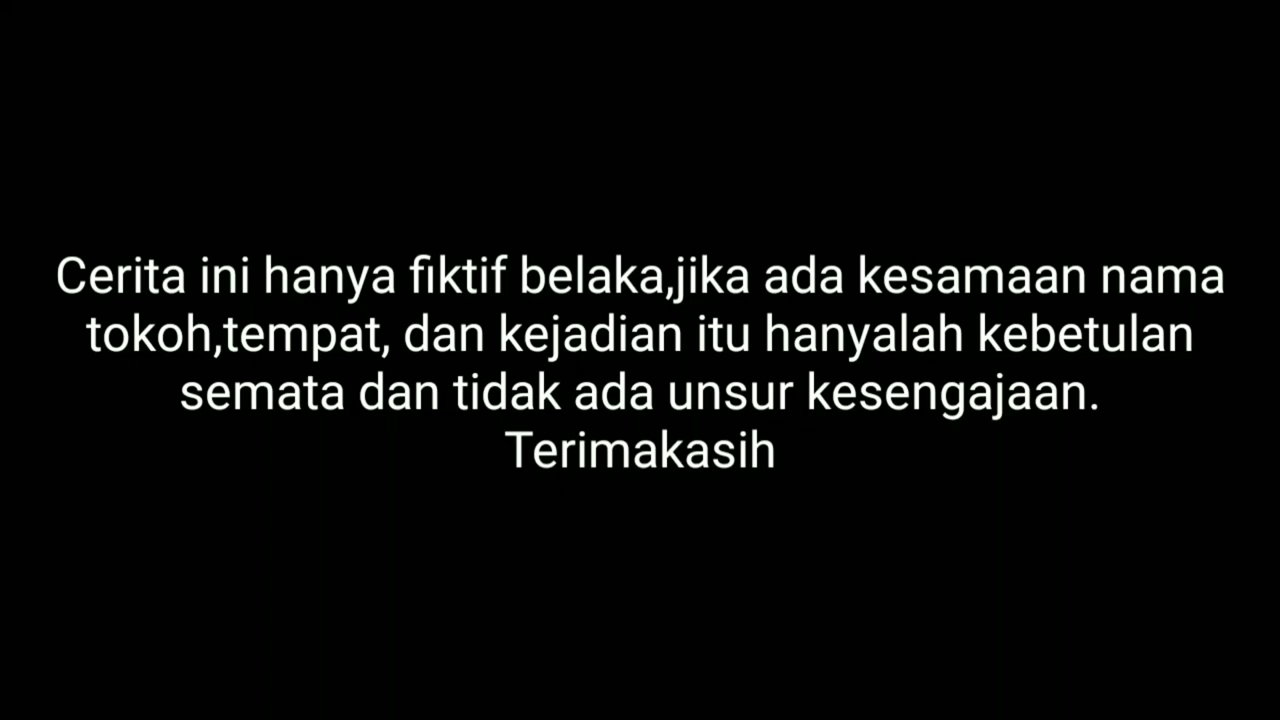 Cerita ini hanya fiktif belaka,jika ada kesamaan nama
tokoh,tempat, dan kejadian itu hanyalah kebetulan
semata dan tidak ada unsur kesengajaan.
Terimakasih